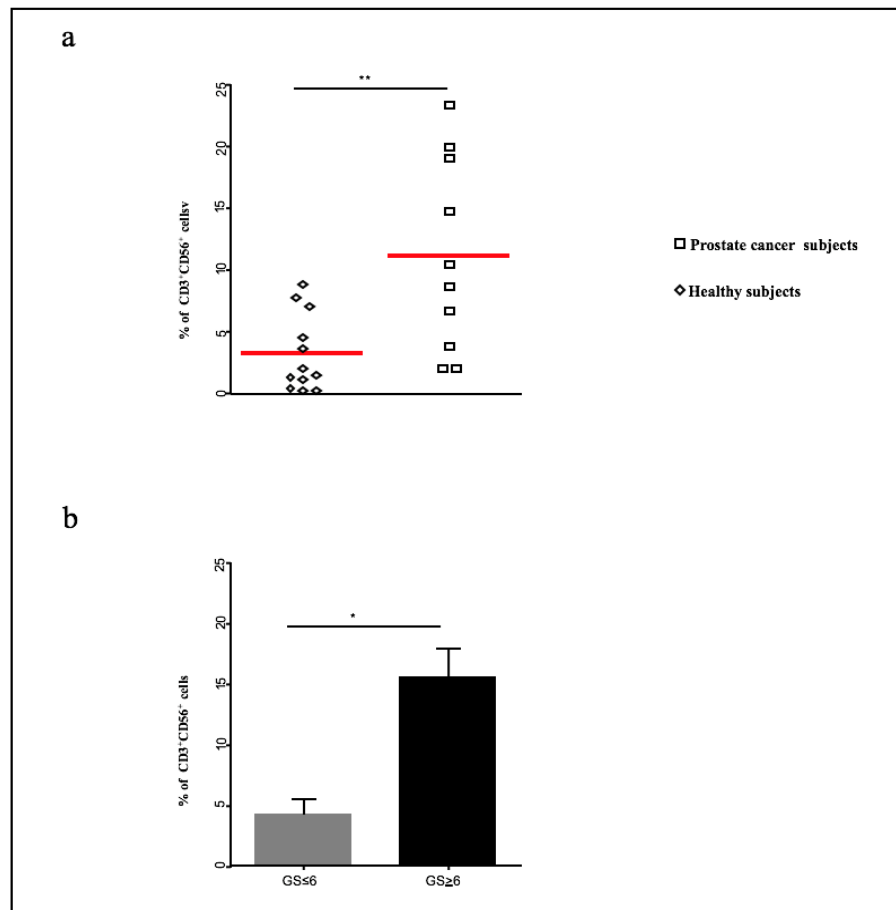 a
**
25
20
15
10
5
0
% of CD3⁺CD56⁺ cellsv
Prostate cancer subjects
Healthy subjects
b
*
25
20
15
10
5
0
% of CD3⁺CD56⁺ cells
GS≤6
GS≥6